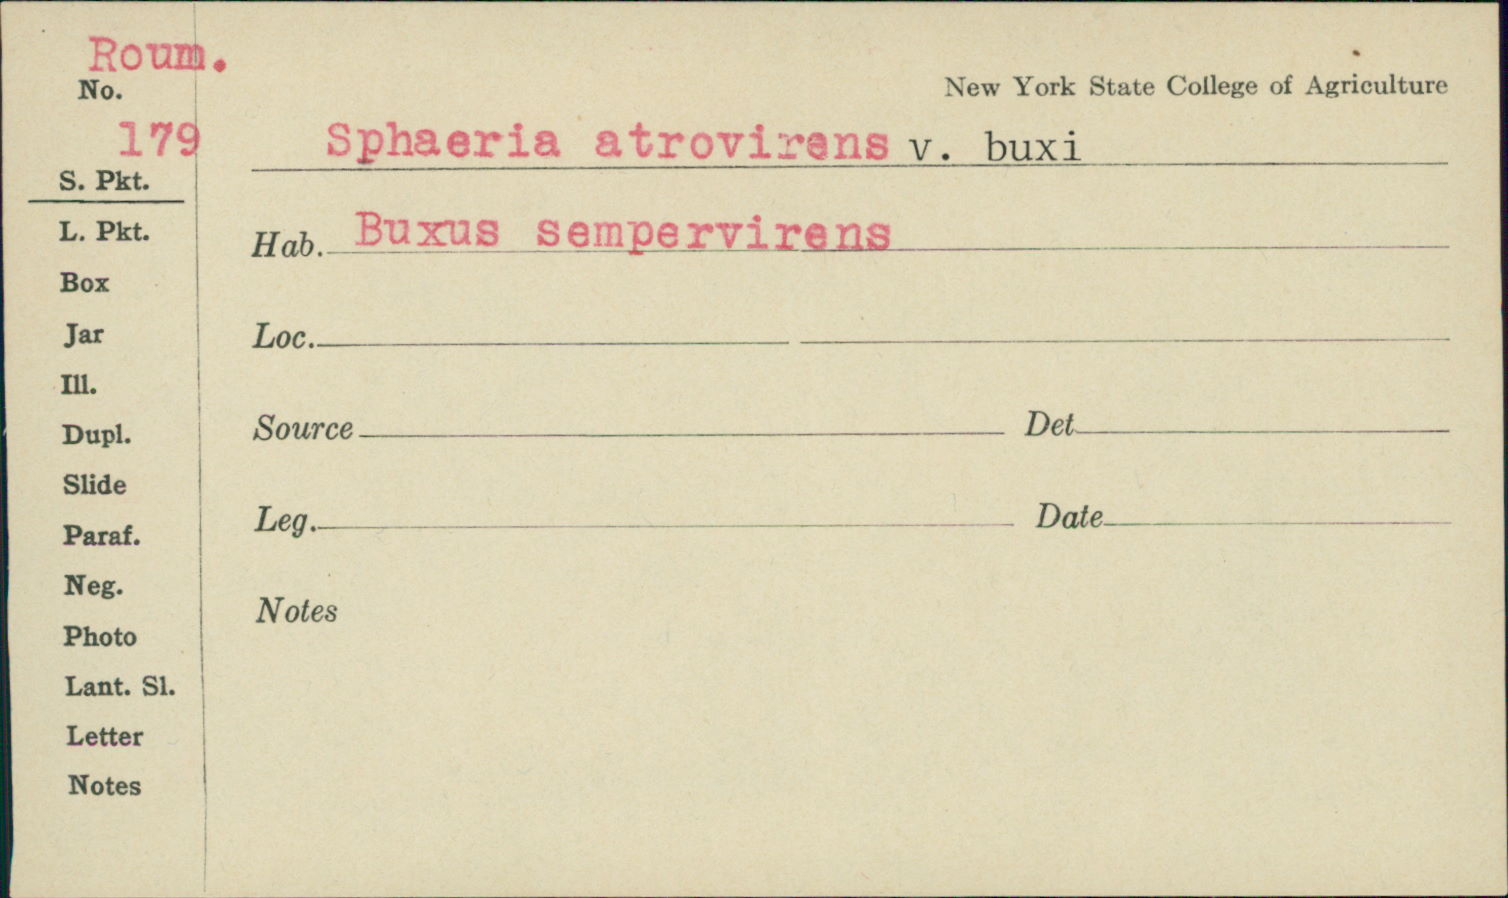 Roum.
No.
179
New York State College of Agriculture
Sphaeria atrovirens v. buxi
S. Pkt.
L. Pkt.
Box
Jar
Ill.
Dupl.
Slide
Paraf.
Neg.
Photo
Lant. Sl.
Letter
Notes
Hab. Buxus sempervirens
Loc.
Source Det
Leg. Date
Notes